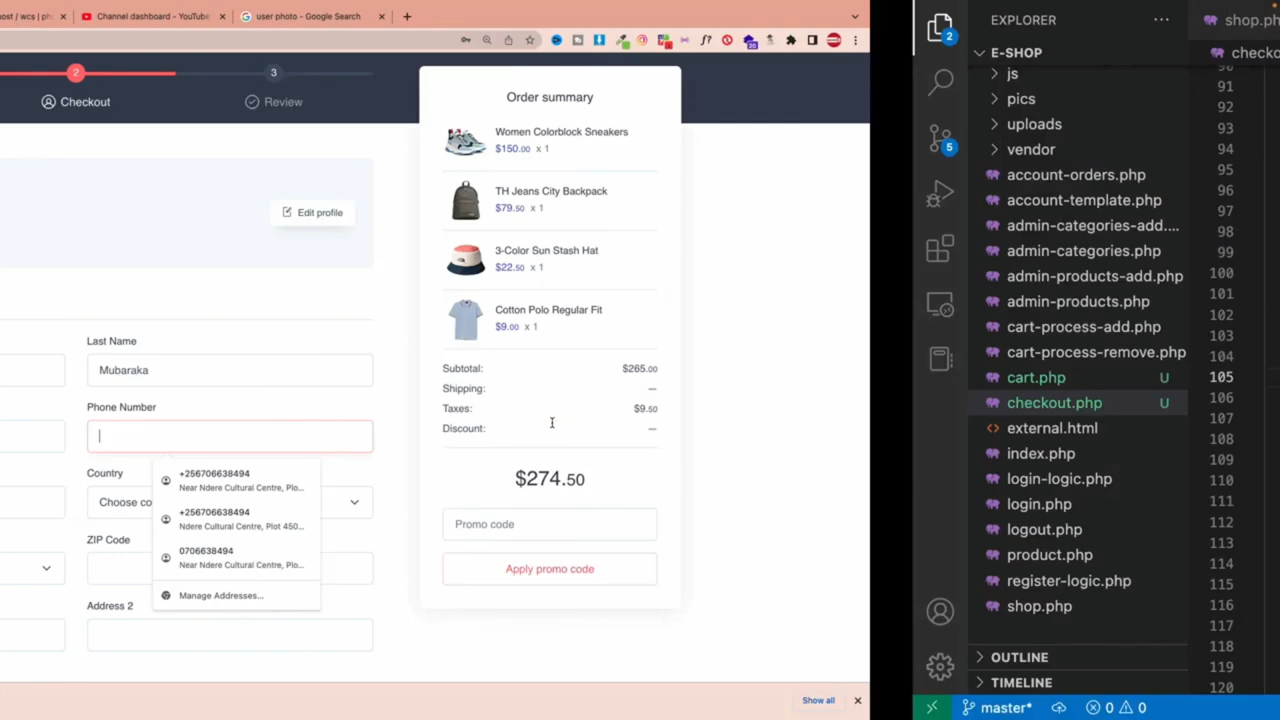 ost / wcs | ph
Channel dashboard - YouTube
user photo - Google Search
2
3
Checkout
Review
Edit profile
Last Name
Mubaraka
Phone Number
+256706638494
Near Ndere Cultural Centre, Plo...
+256706638494
Ndere Cultural Centre, Plot 450...
0706638494
Near Ndere Cultural Centre, Plo...
Manage Addresses...
Country
Choose co
ZIP Code
Address 2
Order summary
Women Colorblock Sneakers
$150.00 x 1
TH Jeans City Backpack
$79.50 x 1
3-Color Sun Stash Hat
$22.50 x 1
Cotton Polo Regular Fit
$9.00 x 1
Subtotal: $265.00
Shipping: —
Taxes: $9.50
Discount: —
$274.50
Promo code
Apply promo code
Show all
EXPLORER
E-SHOP
js
pics
uploads
vendor
account-orders.php
account-template.php
admin-categories-add....
admin-categories.php
admin-products-add.php
admin-products.php
cart-process-add.php
cart-process-remove.php
cart.php U
checkout.php U
external.html
index.php
login-logic.php
login.php
logout.php
product.php
register-logic.php
shop.php
OUTLINE
TIMELINE
master*
0
0
2
5
shop.ph
checko
91
92
93
94
95
96
97
98
99
100
101
102
103
104
105
106
107
108
109
110
111
112
113
114
115
116
117
118
119
120